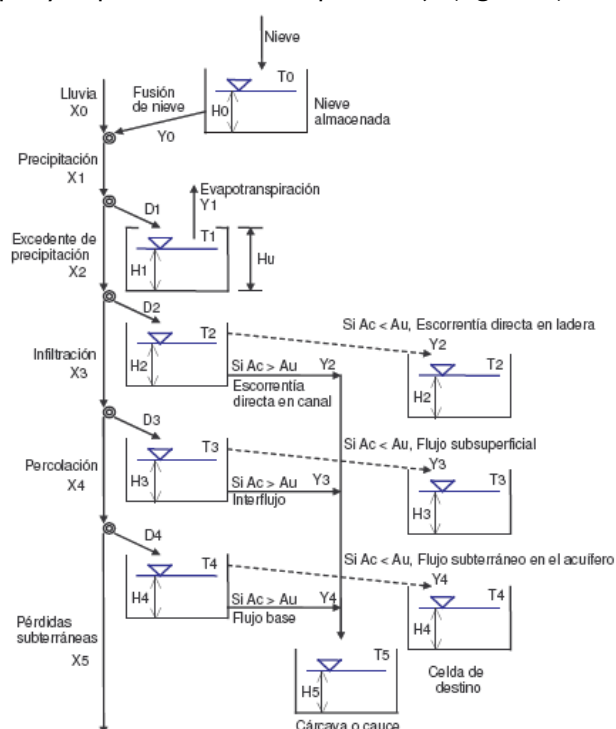 Nieve
T0
H0
Nieve
almacenada
Lluvia
X0
Fusión
de nieve
Y0
Precipitación
X1
D1
Evapotranspiración
Y1
T1
H1
Hu
Excedente de
precipitación
X2
D2
T2
H2
Si Ac < Au, Escorrentía directa en ladera
Y2
T2
H2
Si Ac > Au Y2
Escorrentía
directa en canal
Infiltración
X3
D3
T3
H3
Si Ac < Au, Flujo subsuperficial
Y3
T3
H3
Si Ac > Au Y3
Interflujo
Percolación
X4
D4
T4
H4
Si Ac < Au, Flujo subterráneo en el acuífero
Y4
T4
H4
Si Ac > Au Y4
Flujo base
Pérdidas
subterráneas
X5
T5
H5
Celda de
destino
Cárcava o cauce